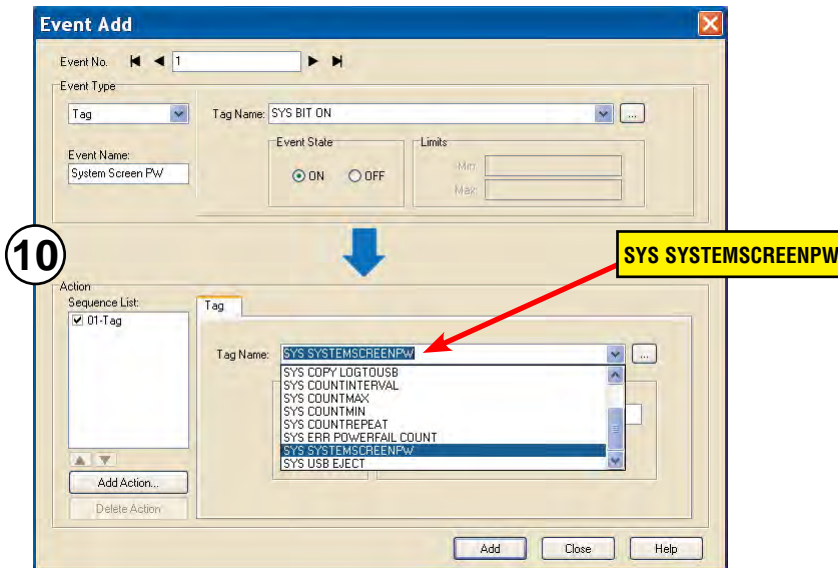 Event Add
Event No. 1
Event Type
Tag
Tag Name: SYS BIT ON ...
Event State
Limits
Event Name:
System Screen PW
ON OFF
Min:
Max:
10
SYS SYSTEMSCREENPW
Action
Sequence List:
Tag
01-Tag
Tag Name: SYS SYSTEMSCREENPW ...
SYS COPY LOGTOUSB
SYS COUNTINTERVAL
SYS COUNTMAX
SYS COUNTMIN
SYS COUNTREPEAT
SYS ERR POWERFAIL COUNT
SYS SYSTEMSCREENPW
SYS USB EJECT
Add Action...
Delete Action
Add Close Help